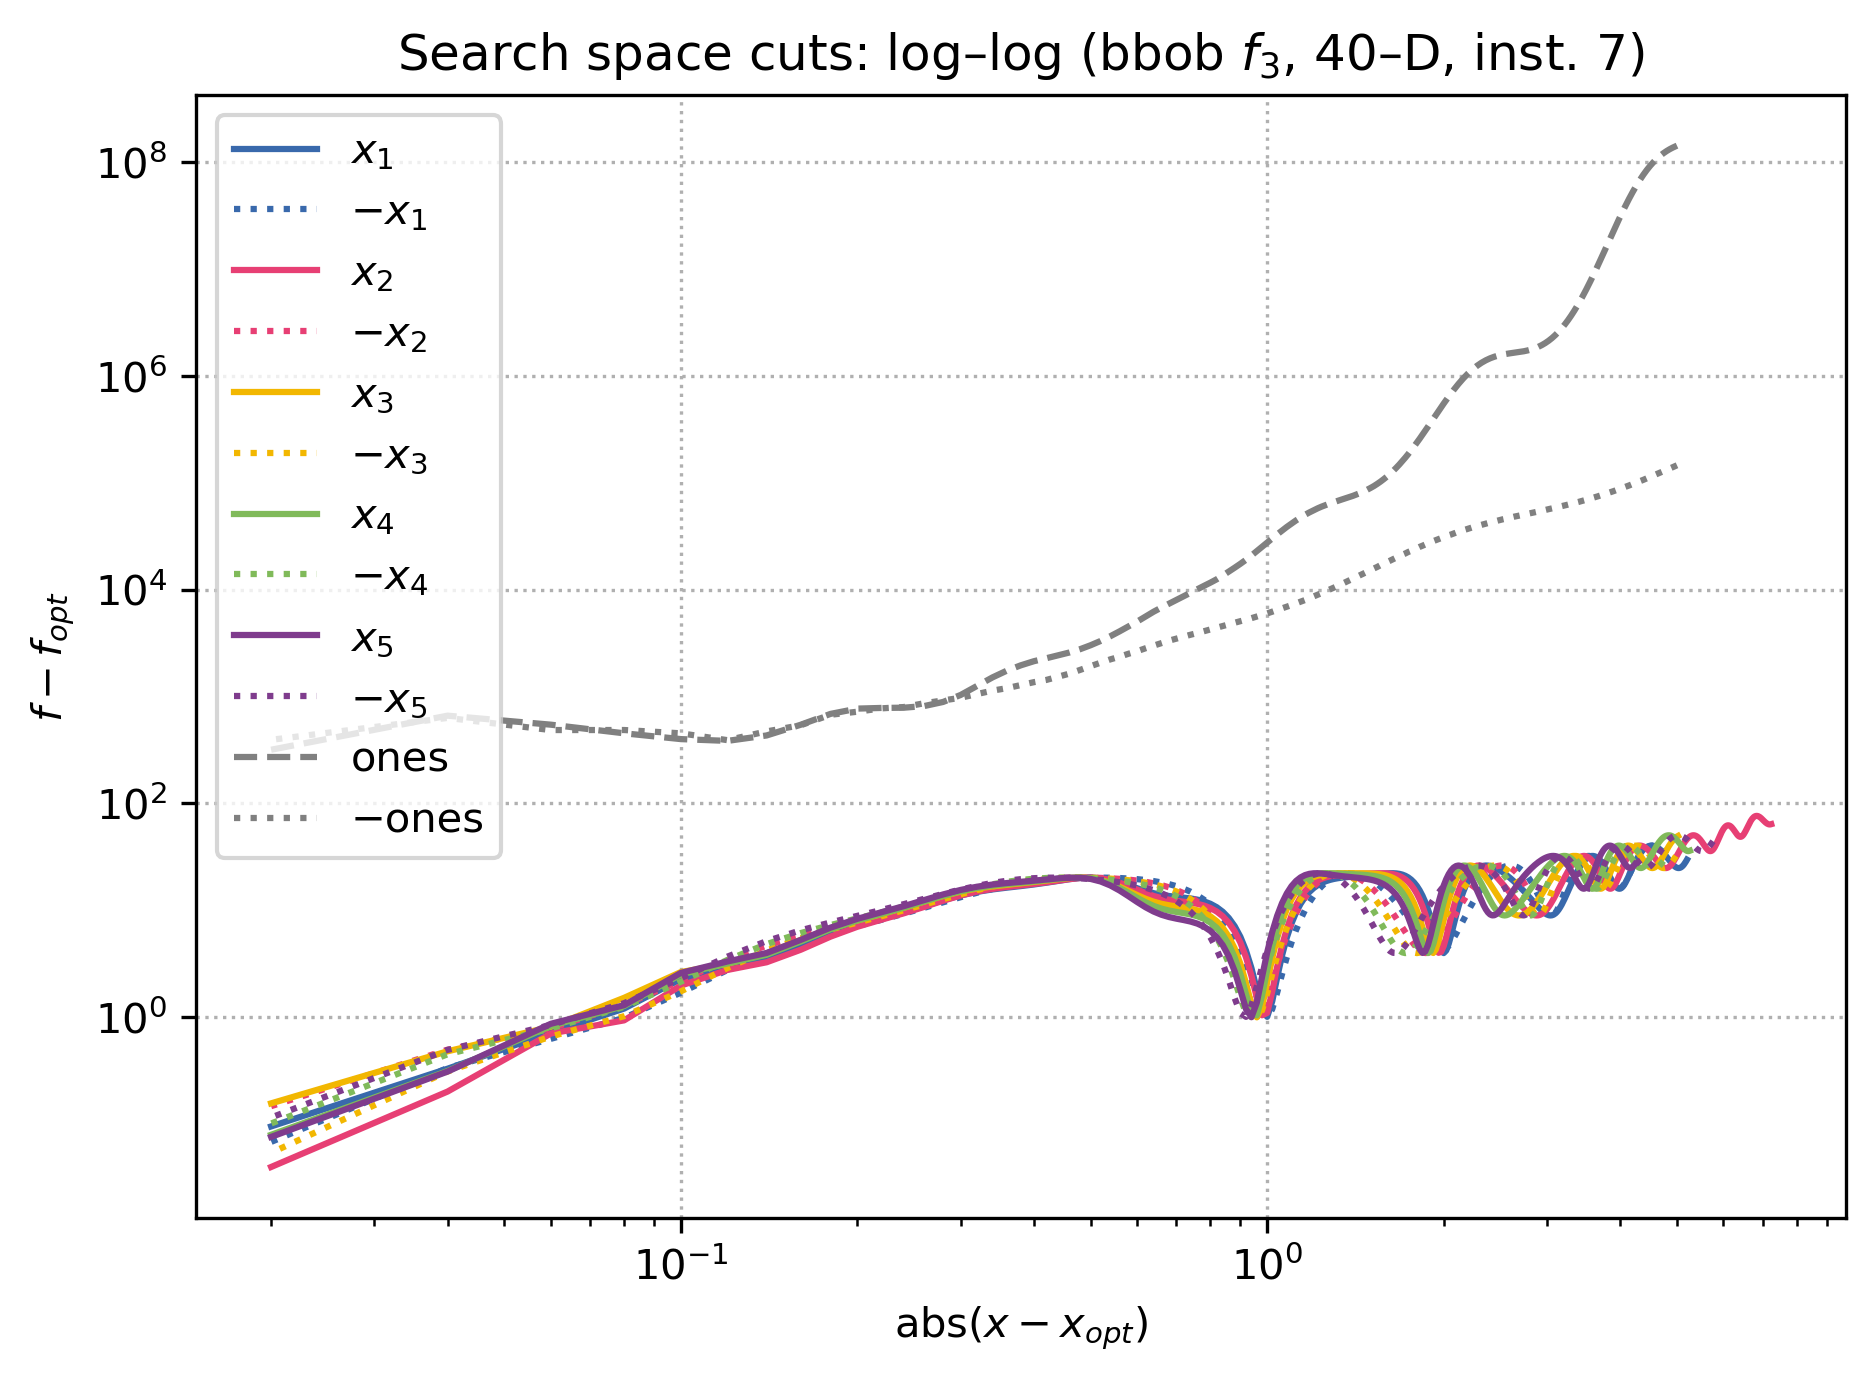 Search space cuts: log–log (bbob $f_3$, 40–D, inst. 7)
$x_1$
$-x_1$
$x_2$
$-x_2$
$x_3$
$-x_3$
$x_4$
$-x_4$
$x_5$
$-x_5$
ones
−ones
$10^8$
$10^6$
$10^4$
$10^2$
$10^0$
$f - f_{opt}$
$10^{-1}$
$10^0$
abs($x - x_{opt}$)